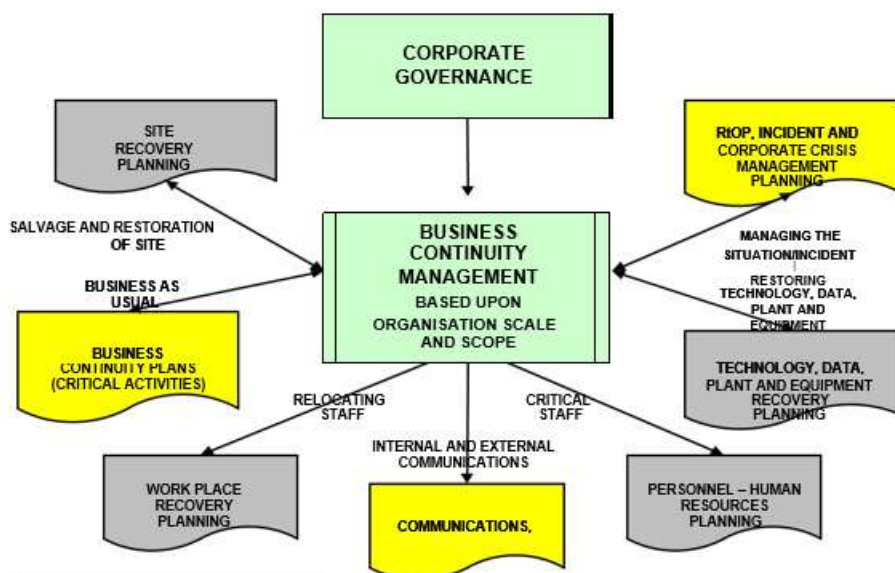 CORPORATE
GOVERNANCE
SITE
RECOVERY
PLANNING
RtOP, INCIDENT AND
CORPORATE CRISIS
MANAGEMENT
PLANNING
SALVAGE AND RESTORATION
OF SITE
BUSINESS
CONTINUITY
MANAGEMENT
BASED UPON
ORGANISATION SCALE
AND SCOPE
MANAGING THE
SITUATION/INCIDENT
RESTORING
TECHNOLOGY, DATA,
PLANT AND
EQUIPMENT
BUSINESS AS
USUAL
BUSINESS
CONTINUITY PLANS
(CRITICAL ACTIVITIES)
TECHNOLOGY, DATA,
PLANT AND EQUIPMENT
RECOVERY
PLANNING
RELOCATING
STAFF
CRITICAL
STAFF
INTERNAL AND EXTERNAL
COMMUNICATIONS
WORK PLACE
RECOVERY
PLANNING
COMMUNICATIONS,
PERSONNEL – HUMAN
RESOURCES
PLANNING